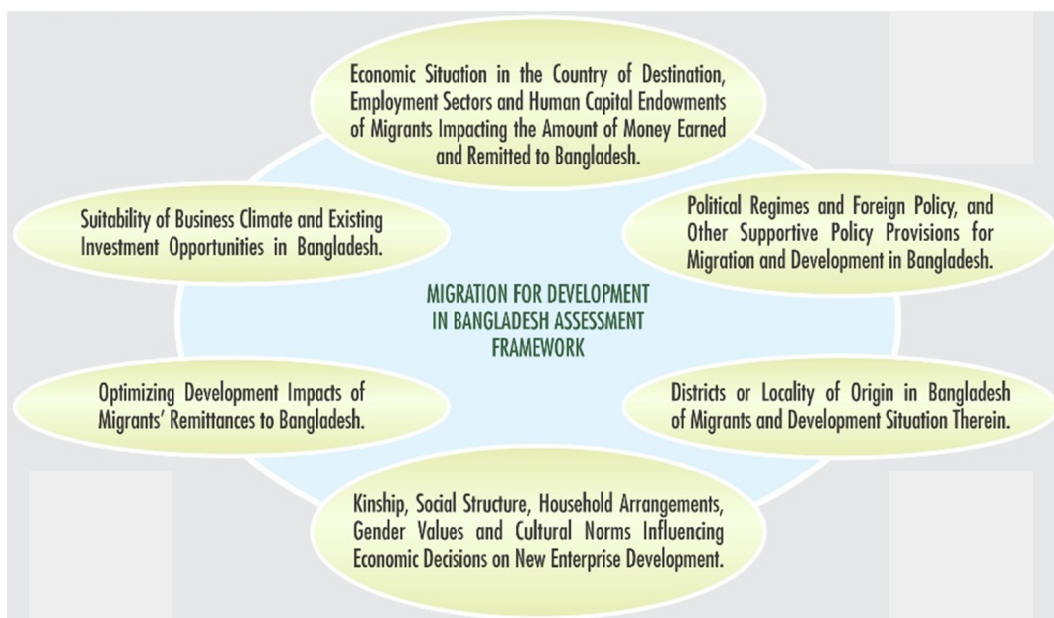 Economic Situation in the Country of Destination,
Employment Sectors and Human Capital Endowments
of Migrants Impacting the Amount of Money Earned
and Remitted to Bangladesh.
Suitability of Business Climate and Existing
Investment Opportunities in Bangladesh.
Political Regimes and Foreign Policy, and
Other Supportive Policy Provisions for
Migration and Development in Bangladesh.
MIGRATION FOR DEVELOPMENT
IN BANGLADESH ASSESSMENT
FRAMEWORK
Optimizing Development Impacts of
Migrants' Remittances to Bangladesh.
Districts or Locality of Origin in Bangladesh
of Migrants and Development Situation Therein.
Kinship, Social Structure, Household Arrangements,
Gender Values and Cultural Norms Influencing
Economic Decisions on New Enterprise Development.